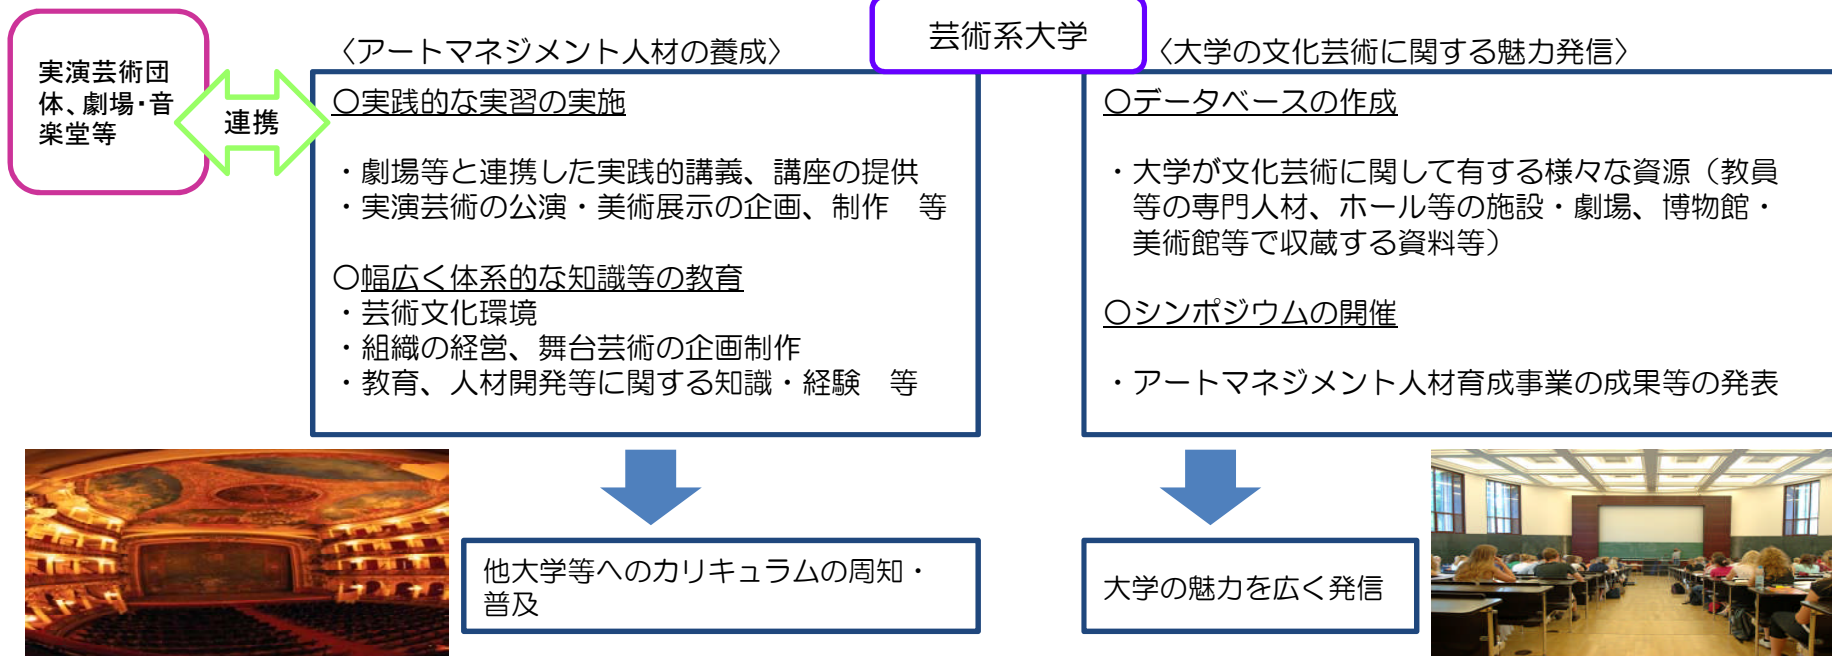 芸術系大学
実演芸術団
体、劇場・音
楽堂等
連携
〈アートマネジメント人材の養成〉
〇実践的な実習の実施
・劇場等と連携した実践的講義、講座の提供
・実演芸術の公演・美術展示の企画、制作　等
〇幅広く体系的な知識等の教育
・芸術文化環境
・組織の経営、舞台芸術の企画制作
・教育、人材開発等に関する知識・経験　等
他大学等へのカリキュラムの周知・
普及
〈大学の文化芸術に関する魅力発信〉
〇データベースの作成
・大学が文化芸術に関して有する様々な資源（教員
等の専門人材、ホール等の施設・劇場、博物館・
美術館等で収蔵する資料等）
〇シンポジウムの開催
・アートマネジメント人材育成事業の成果等の発表
大学の魅力を広く発信